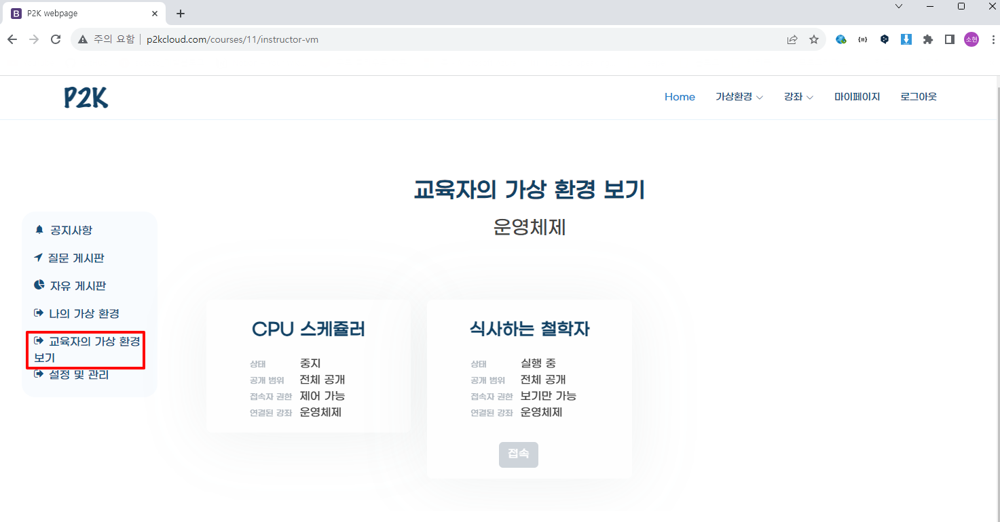 P2K webpage
주의 요함 p2kcloud.com/courses/11/instructor-vm
소현
P2K
Home 가상환경 강좌 마이페이지 로그아웃
교육자의 가상 환경 보기
운영체제
공지사항
질문 게시판
자유 게시판
나의 가상 환경
교육자의 가상 환경
보기
설정 및 관리
CPU 스케쥴러
상태 중지
공개 범위 전체 공개
접속자 권한 제어 가능
연결된 강좌 운영체제
식사하는 철학자
상태 실행 중
공개 범위 전체 공개
접속자 권한 보기만 가능
연결된 강좌 운영체제
접속